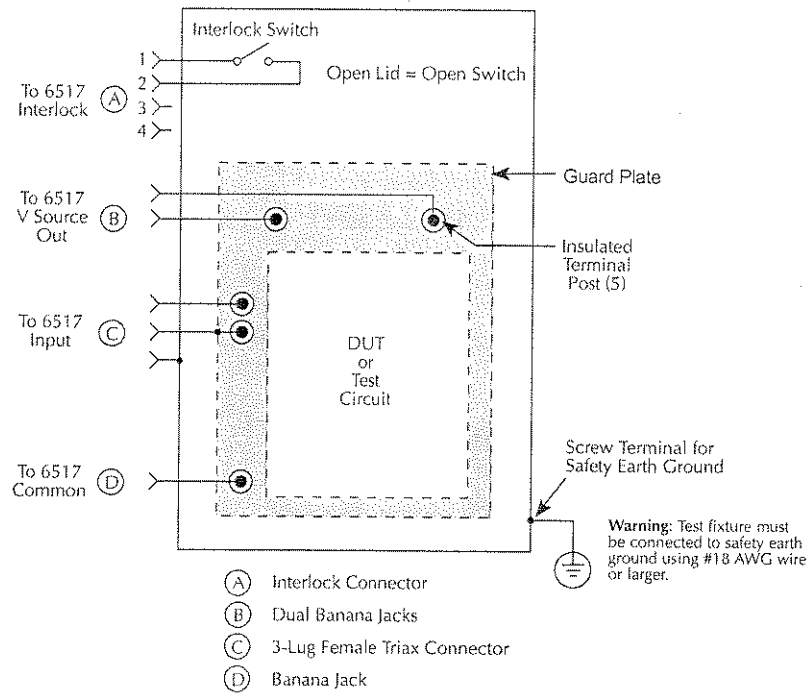 Interlock Switch
1
2
3
4
To 6517
Interlock
A
Open Lid = Open Switch
Guard Plate
To 6517
V Source
Out
B
Insulated
Terminal
Post (5)
To 6517
Input
C
DUT
or
Test
Circuit
To 6517
Common
D
Screw Terminal for
Safety Earth Ground
Warning: Test fixture must
be connected to safety earth
ground using #18 AWG wire
or larger.
A Interlock Connector
B Dual Banana Jacks
C 3-Lug Female Triax Connector
D Banana Jack